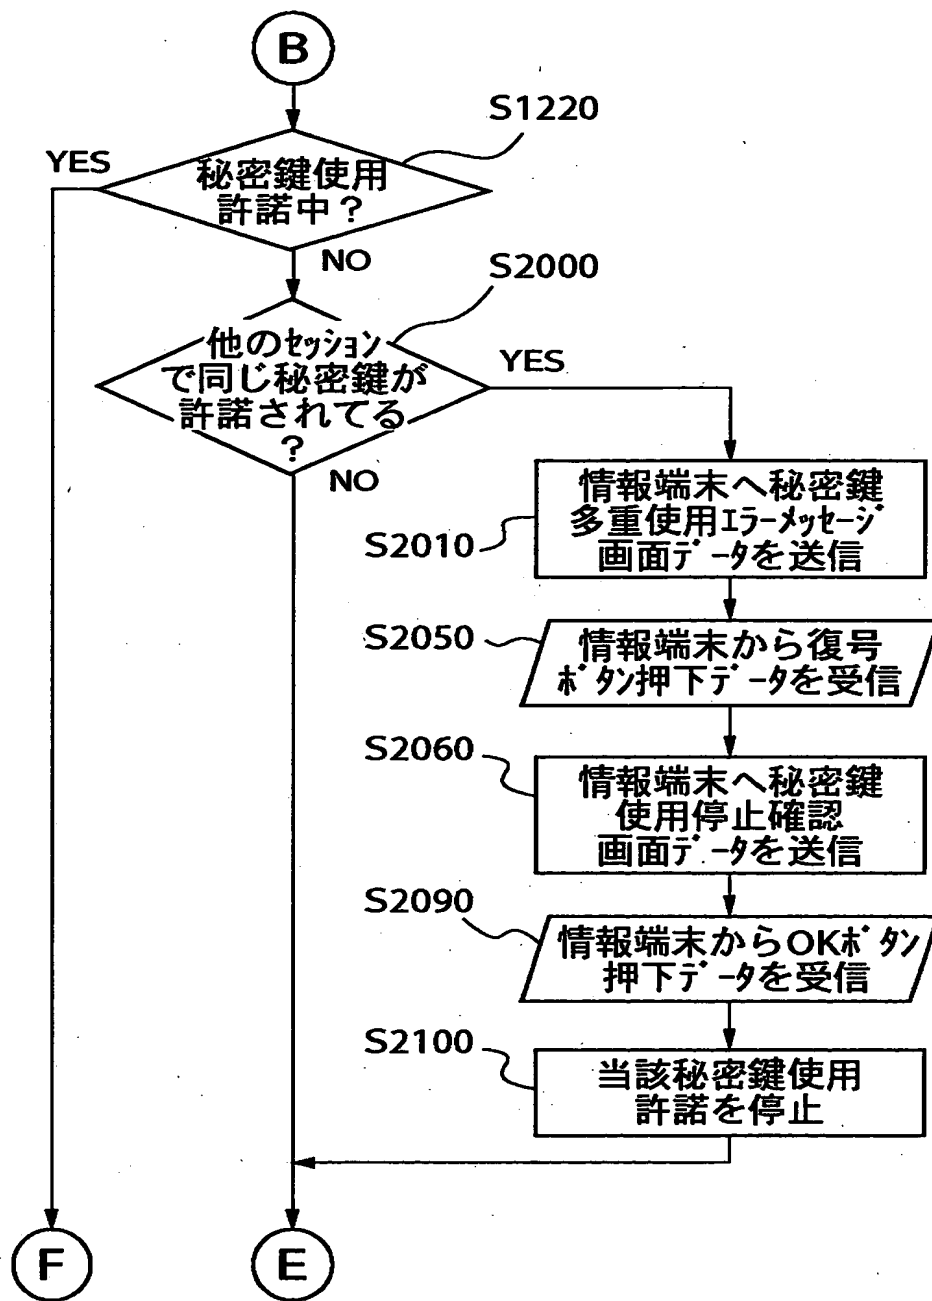 B
S1220
YES
秘密鍵使用
許諾中？
NO
S2000
他のｾｯｼｮﾝ
で同じ秘密鍵が
許諾されてる
？
YES
NO
情報端末へ秘密鍵
多重使用ｴﾗｰﾒｯｾｰｼﾞ
画面ﾃﾞｰﾀを送信
S2010
S2050
情報端末から復号
ﾎﾞﾀﾝ押下ﾃﾞｰﾀを受信
S2060
情報端末へ秘密鍵
使用停止確認
画面ﾃﾞｰﾀを送信
S2090
情報端末からOKﾎﾞﾀﾝ
押下ﾃﾞｰﾀを受信
S2100
当該秘密鍵使用
許諾を停止
F
E